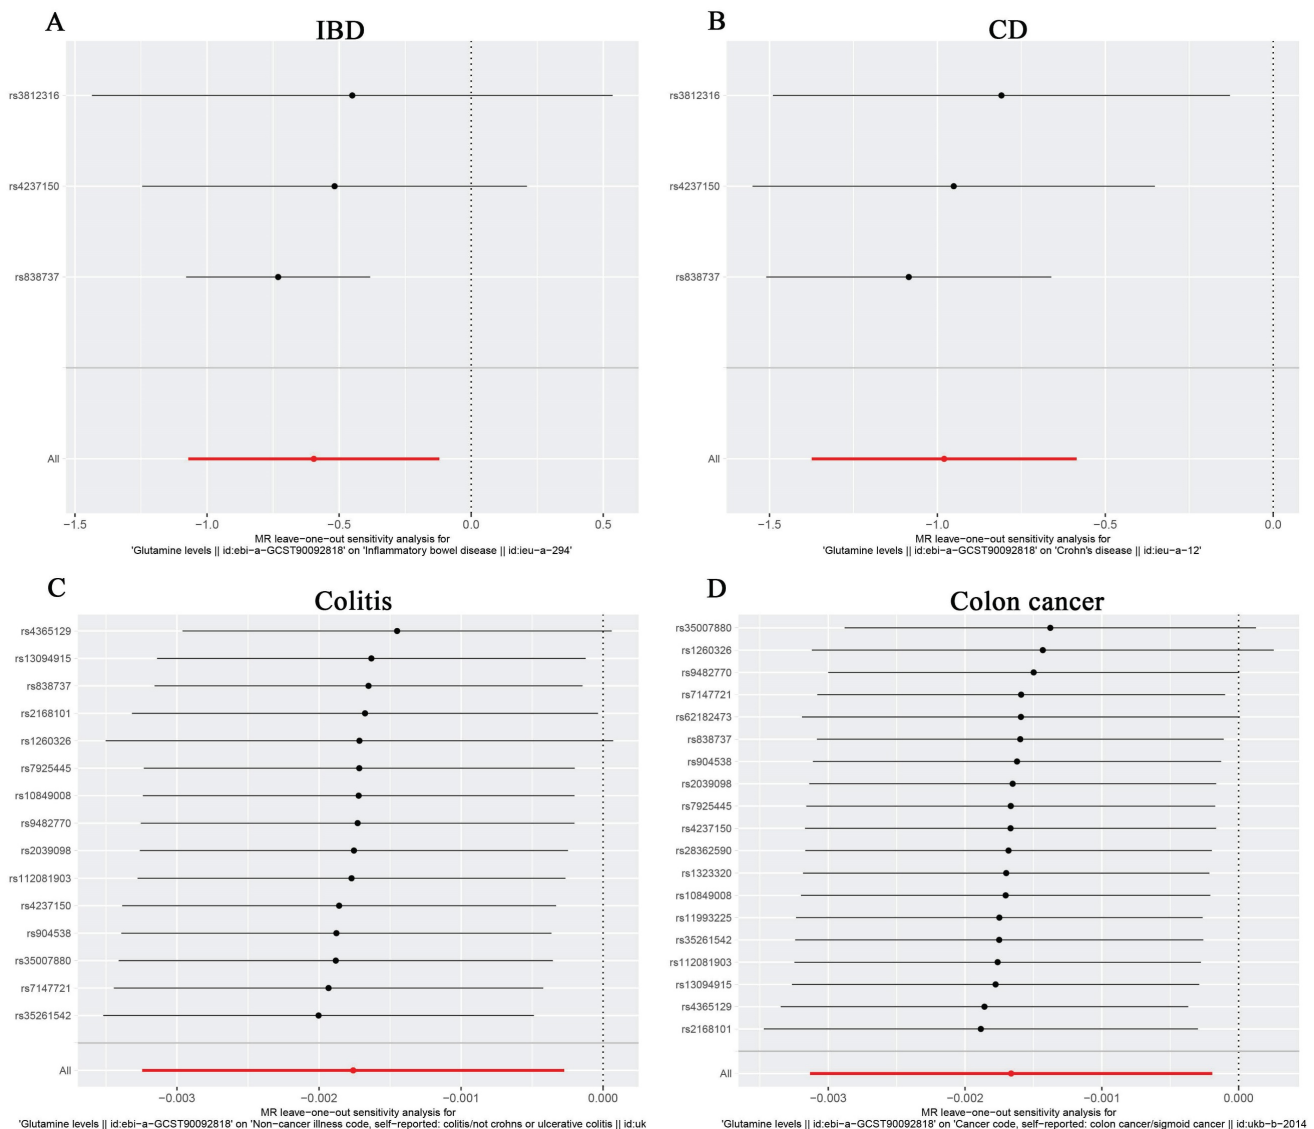 A
IBD
rs3812316
rs4237150
rs838737
All
−1.5
−1.0
−0.5
0.0
0.5
MR leave−one−out sensitivity analysis for
'Glutamine levels || id:ebi−a−GCST90092818' on 'Inflammatory bowel disease || id:ieu−a−294'
B
CD
rs3812316
rs4237150
rs838737
All
−1.5
−1.0
−0.5
0.0
MR leave−one−out sensitivity analysis for
'Glutamine levels || id:ebi−a−GCST90092818' on 'Crohn's disease || id:ieu−a−12'
C
Colitis
rs4365129
rs13094915
rs838737
rs2168101
rs1260326
rs7925445
rs10849008
rs9482770
rs2039098
rs112081903
rs4237150
rs904538
rs35007880
rs7147721
rs35261542
All
−0.003
−0.002
−0.001
0.000
MR leave−one−out sensitivity analysis for
'Glutamine levels || id:ebi−a−GCST90092818' on 'Non−cancer illness code, self−reported: colitis/not crohns or ulcerative colitis || id:uk
D
Colon cancer
rs35007880
rs1260326
rs9482770
rs7147721
rs62182473
rs838737
rs904538
rs2039098
rs7925445
rs4237150
rs28362590
rs1323320
rs10849008
rs11993225
rs35261542
rs112081903
rs13094915
rs4365129
rs2168101
All
−0.003
−0.002
−0.001
0.000
MR leave−one−out sensitivity analysis for
'Glutamine levels || id:ebi−a−GCST90092818' on 'Cancer code, self−reported: colon cancer/sigmoid cancer || id:ukb−b−2014